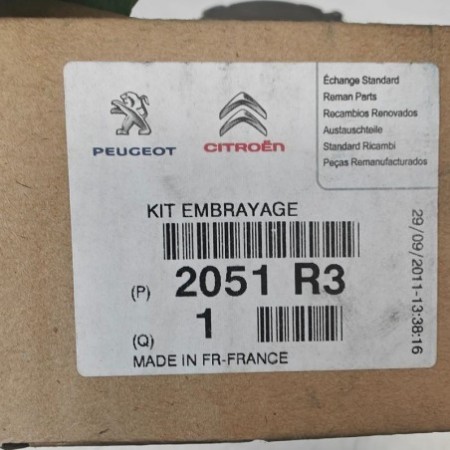 PEUGEOT
CITROËN
Échange Standard
Reman Parts
Recambios Renovados
Austauschteile
Standard Ricambi
Peças Remanufacturados
KIT EMBRAYAGE
(P) 2051 R3
(Q) 1
MADE IN FR-FRANCE
29/09/2011-13:38:16